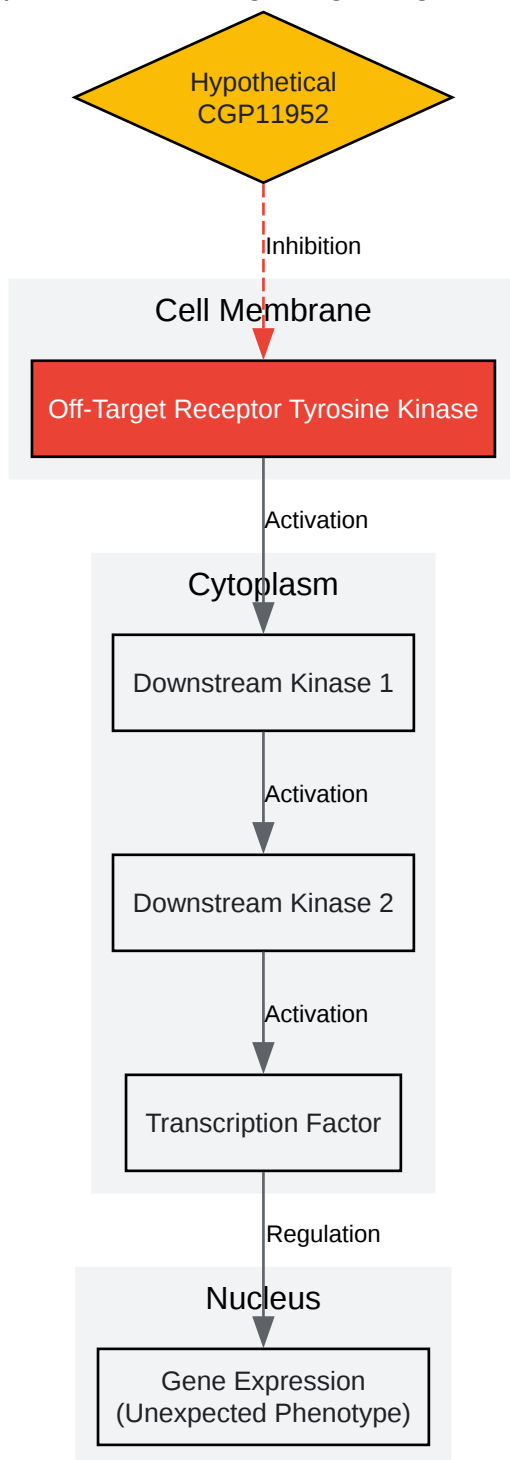 Hypothetical
CGP11952
Inhibition
Cell Membrane
Off-Target Receptor Tyrosine Kinase
Activation
Cytoplasm
Downstream Kinase 1
Activation
Downstream Kinase 2
Activation
Transcription Factor
Regulation
Nucleus
Gene Expression
(Unexpected Phenotype)